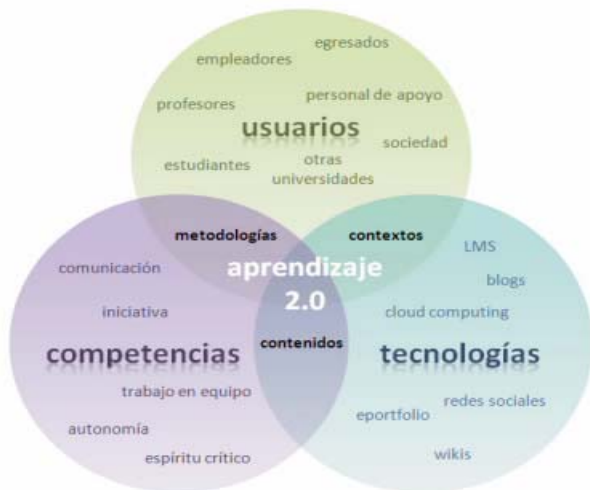 egresados
empleadores
profesores
personal de apoyo
usuarios
sociedad
estudiantes
otras
universidades
metodologías
contextos
LMS
comunicación
aprendizaje
2.0
blogs
iniciativa
cloud computing
competencias
contenidos
tecnologías
trabajo en equipo
redes sociales
eportfolio
autonomía
espíritu crítico
wikis